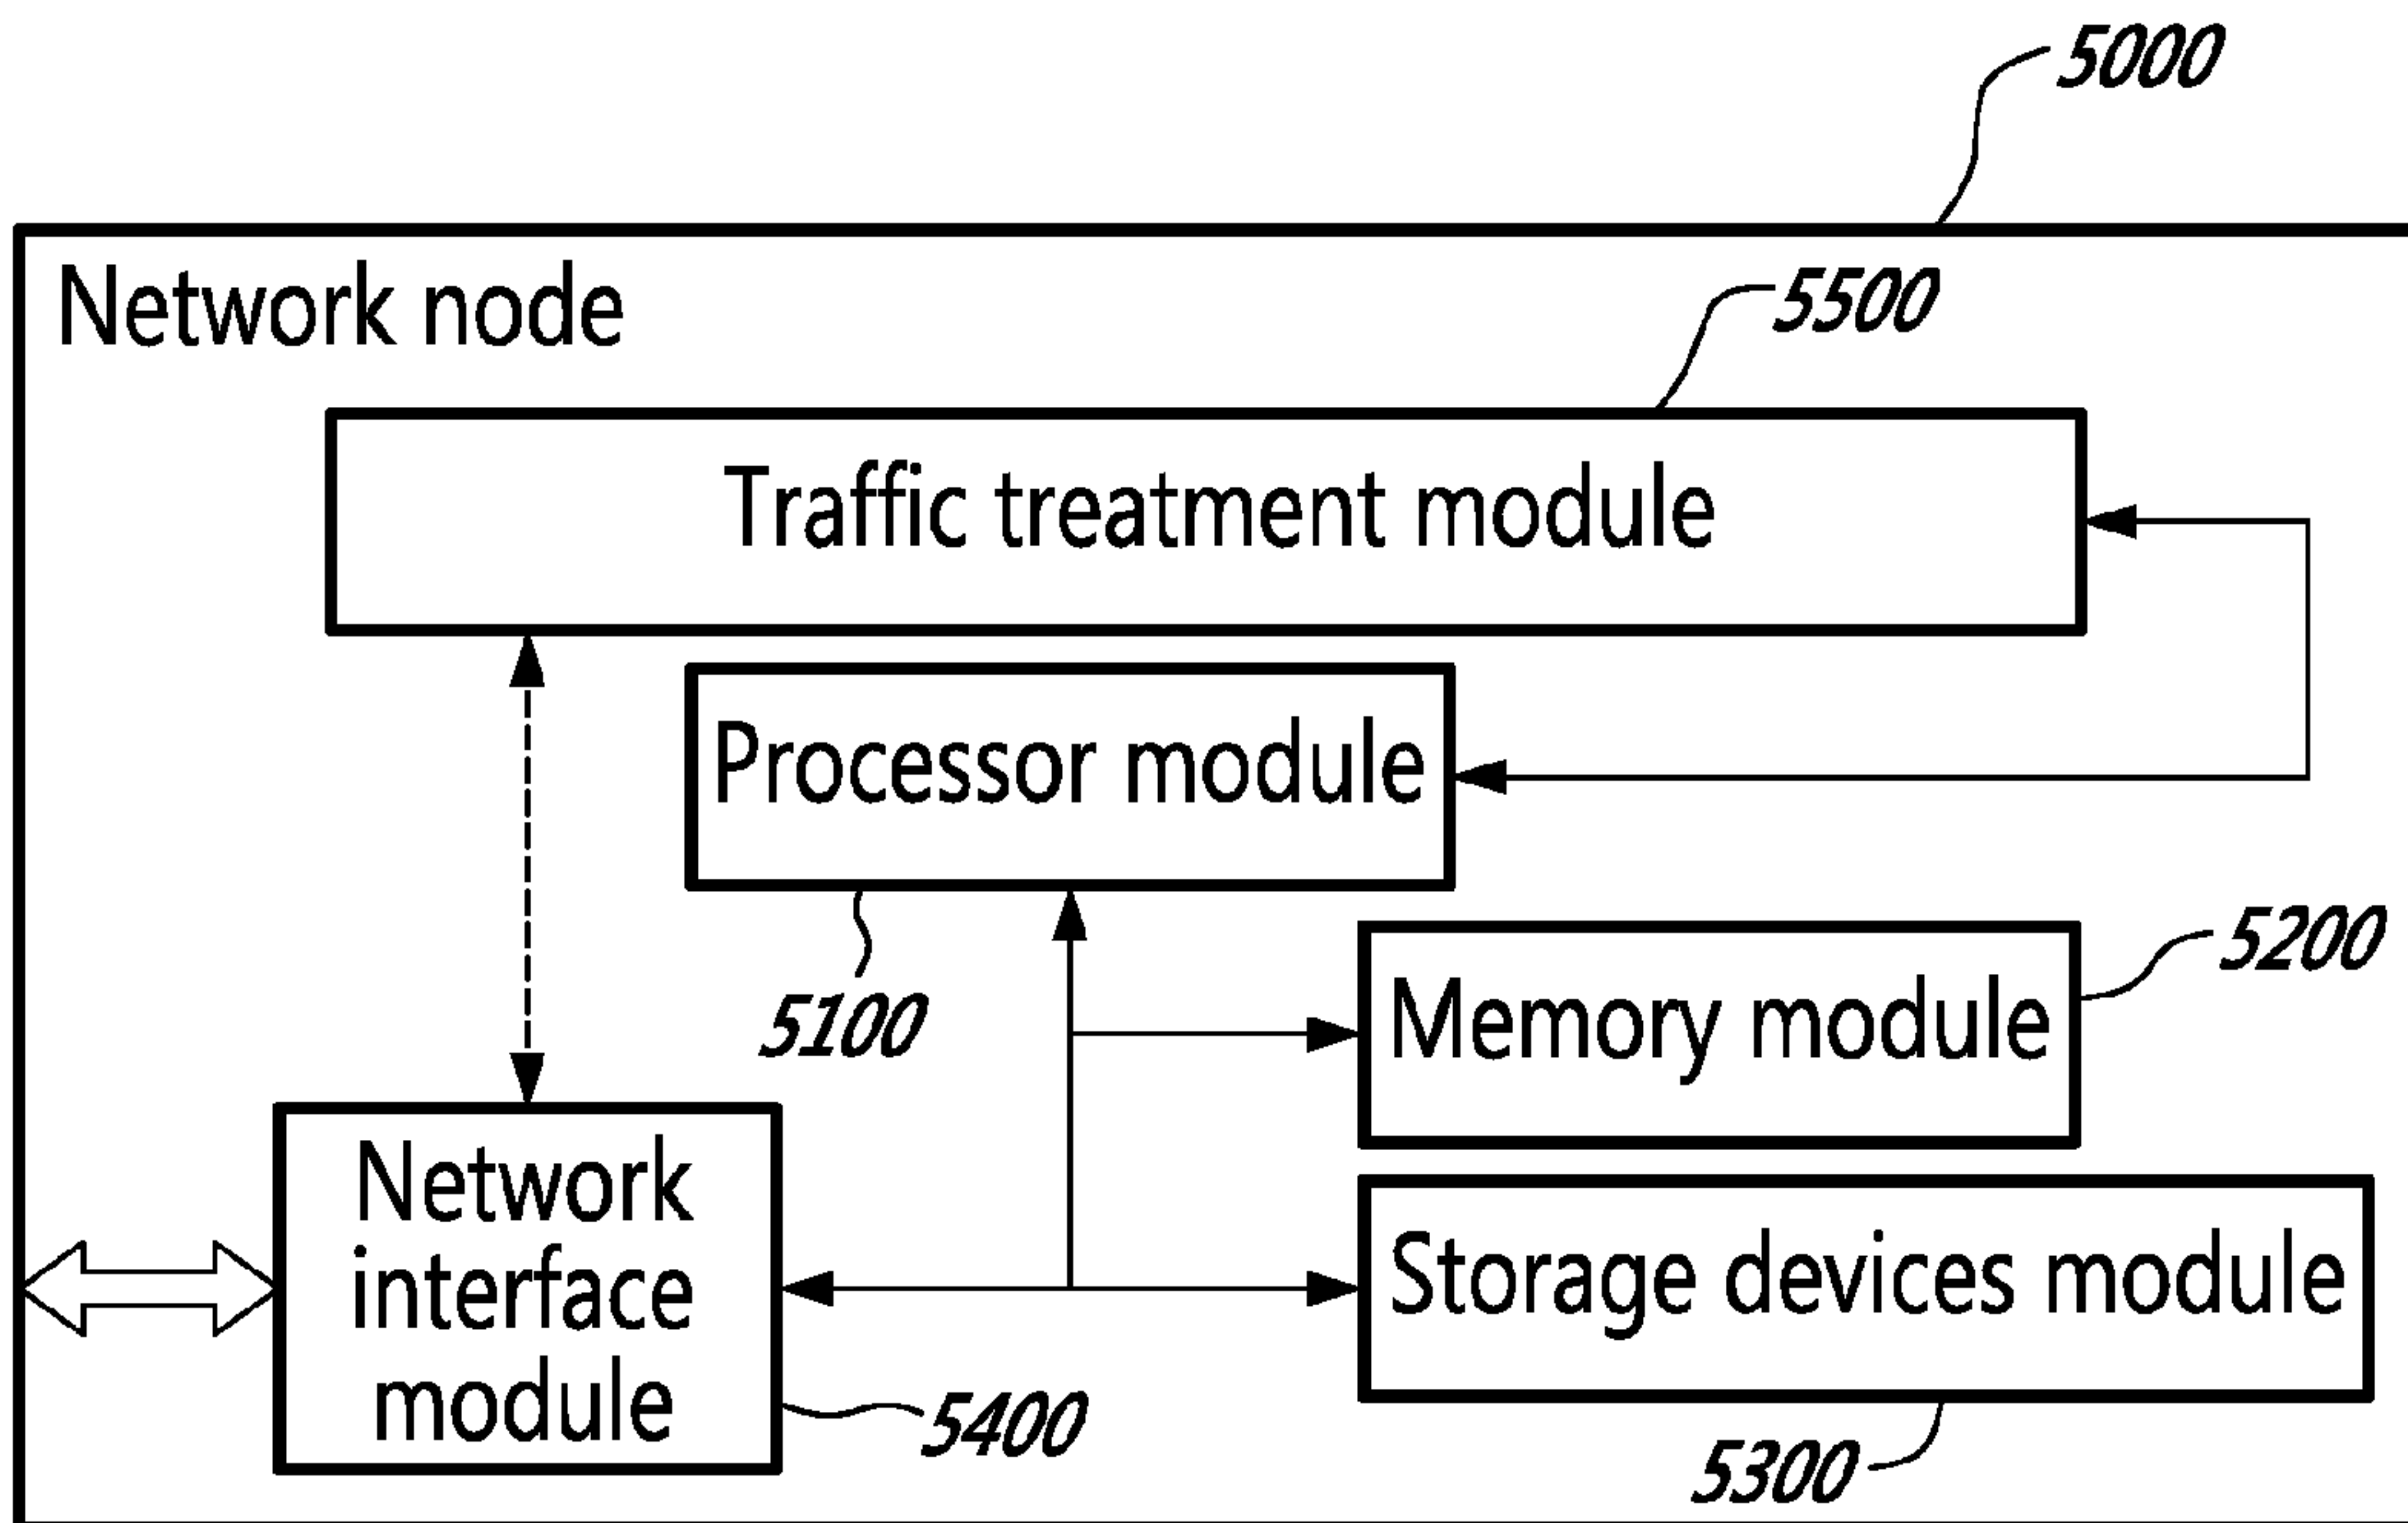 5000
Network node
5500
Traffic treatment module
Processor module
5200
5100
Memory module
Network
interface
module
Storage devices module
5400
5300